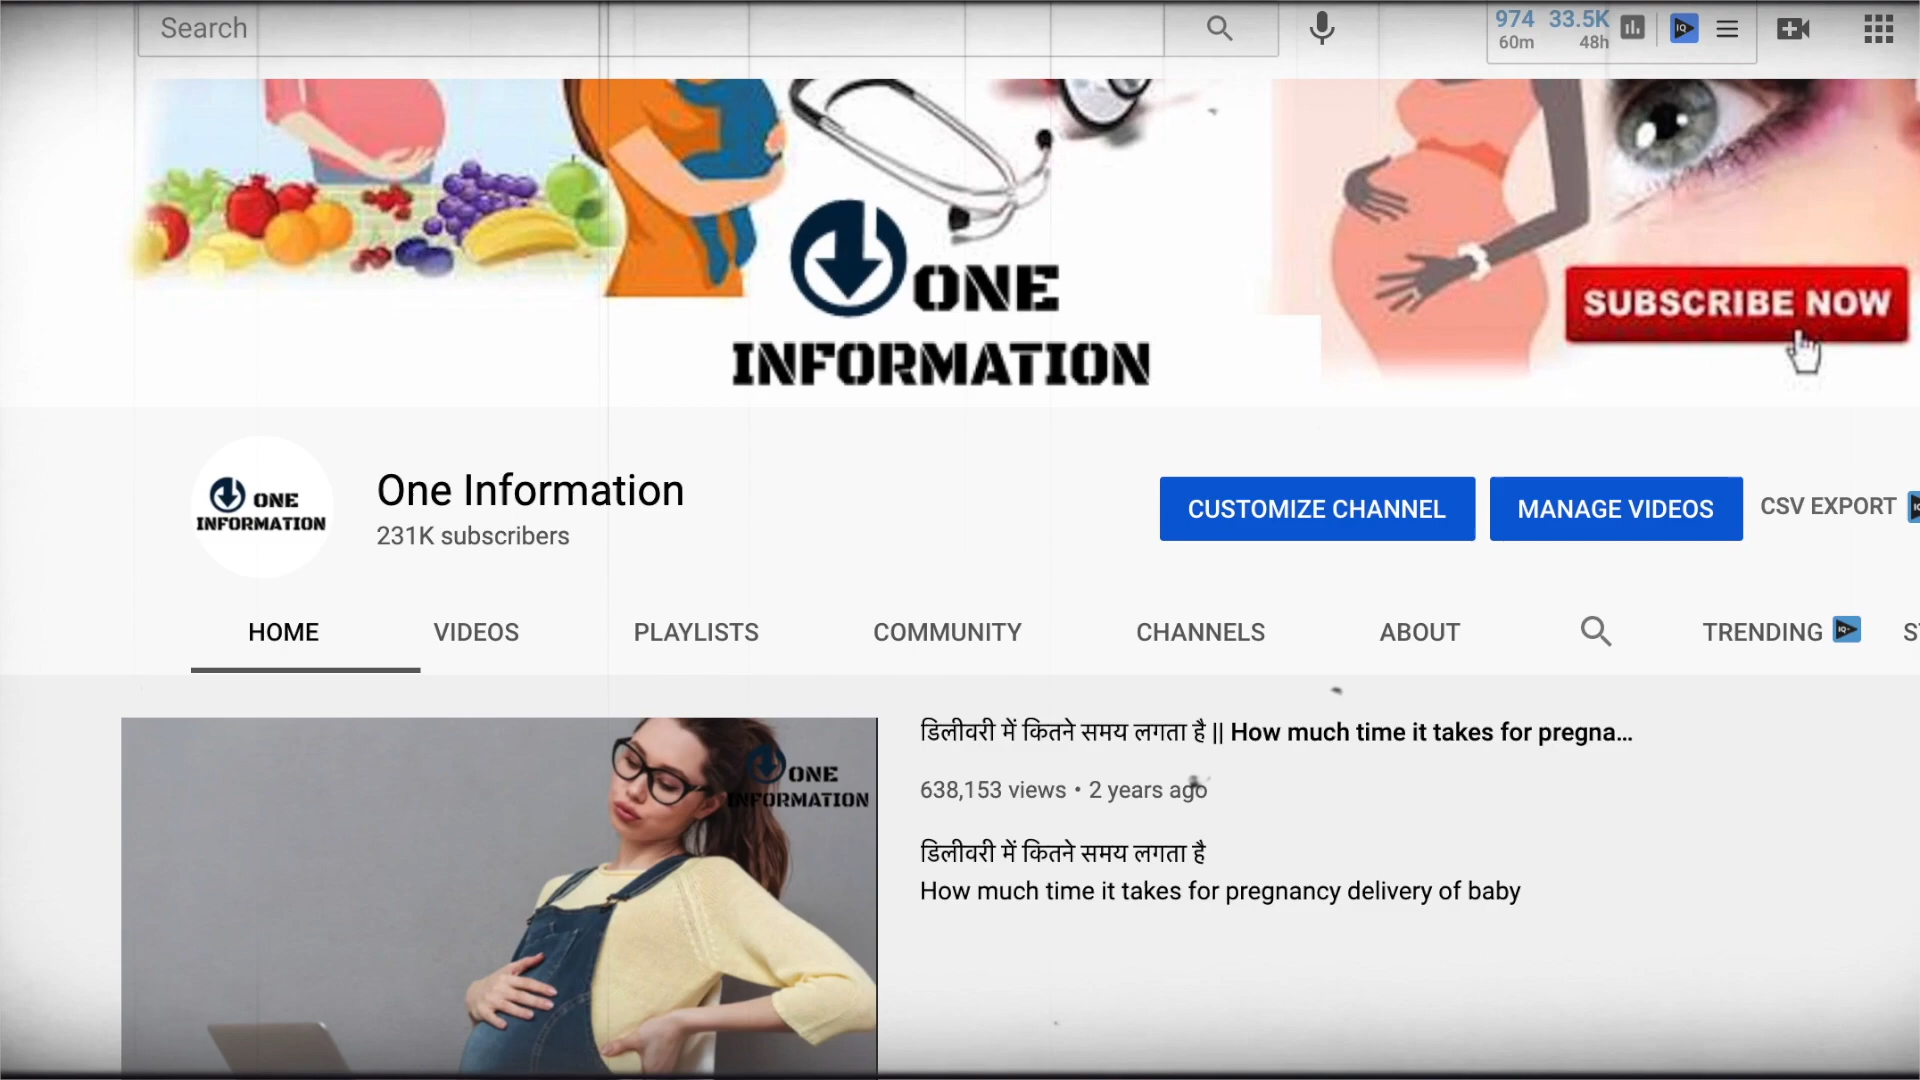 Search
974 33.5K
60m 48h
IQ
ONE
INFORMATION
SUBSCRIBE NOW
ONE
INFORMATION
One Information
231K subscribers
CUSTOMIZE CHANNEL
MANAGE VIDEOS
CSV EXPORT
HOME
VIDEOS
PLAYLISTS
COMMUNITY
CHANNELS
ABOUT
TRENDING
IQ
ONE
INFORMATION
डिलीवरी में कितने समय लगता है || How much time it takes for pregna...
638,153 views • 2 years ago
डिलीवरी में कितने समय लगता है
How much time it takes for pregnancy delivery of baby